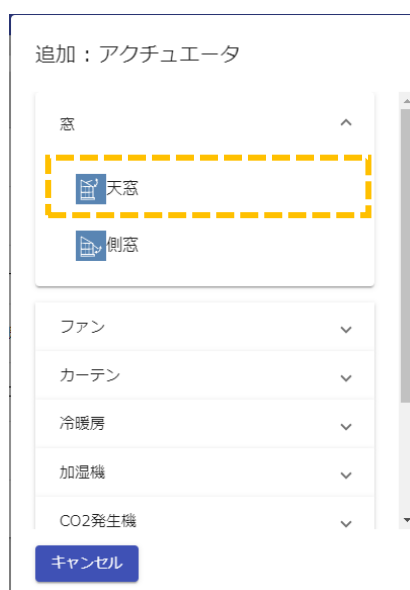 追加：アクチュエータ
窓
天窓
側窓
ファン
カーテン
冷暖房
加湿機
CO2発生機
キャンセル